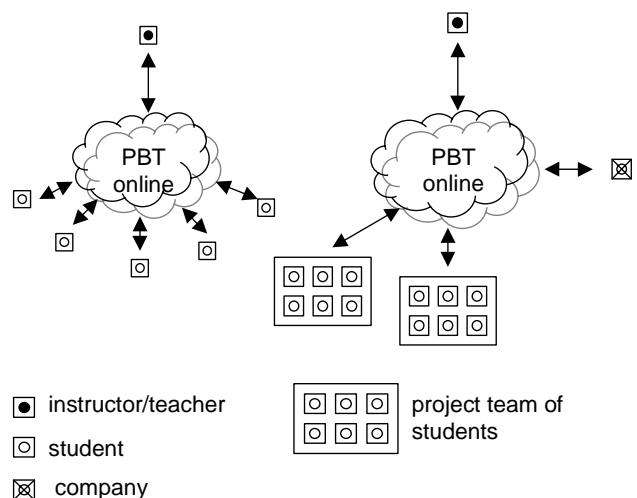 PBT
online
PBT
online
instructor/teacher
student
company
project team of
students